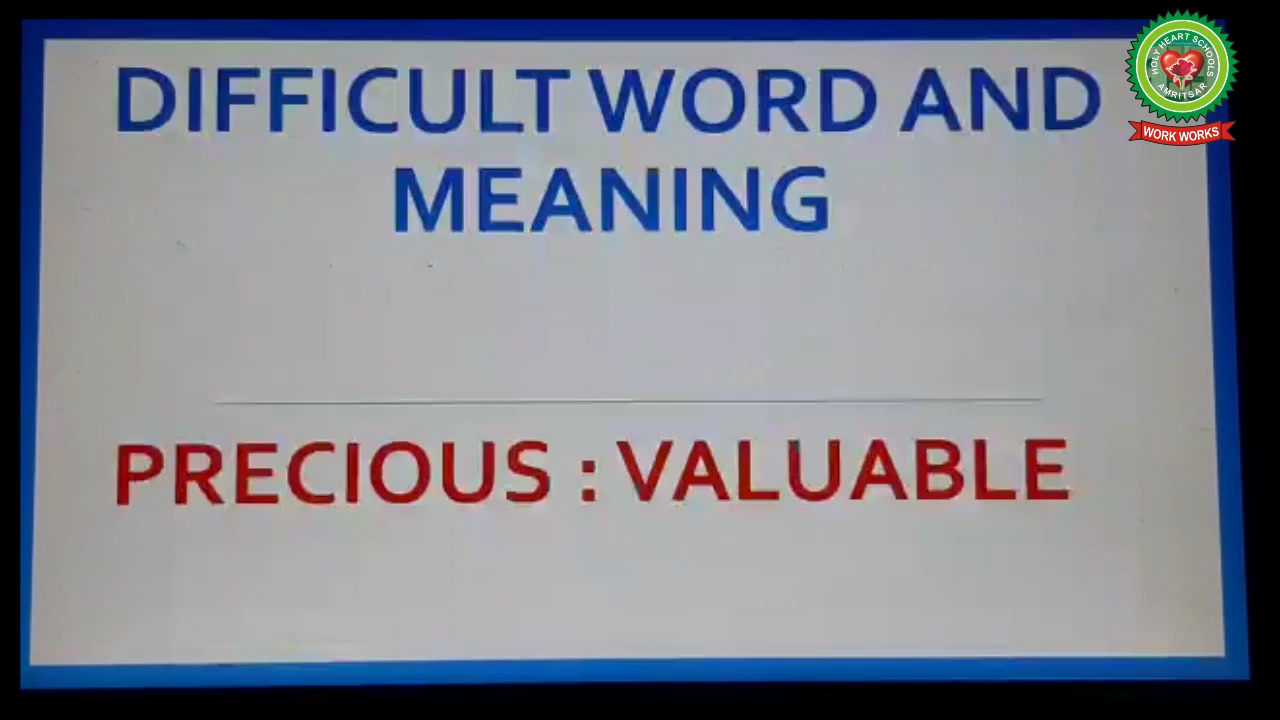 DIFFICULT WORD AND
MEANING
PRECIOUS : VALUABLE
HOLY HEART SCHOOLS
AMRITSAR
WORK WORKS